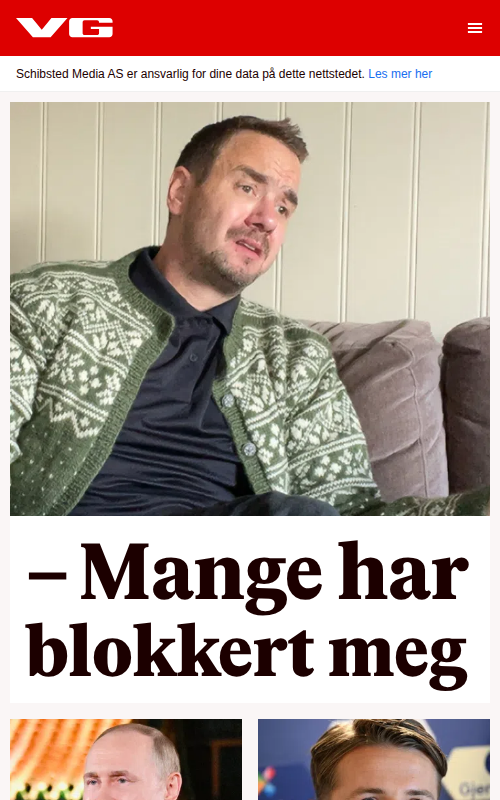 VG
Schibsted Media AS er ansvarlig for dine data på dette nettstedet. Les mer her
– Mange har
blokkert meg